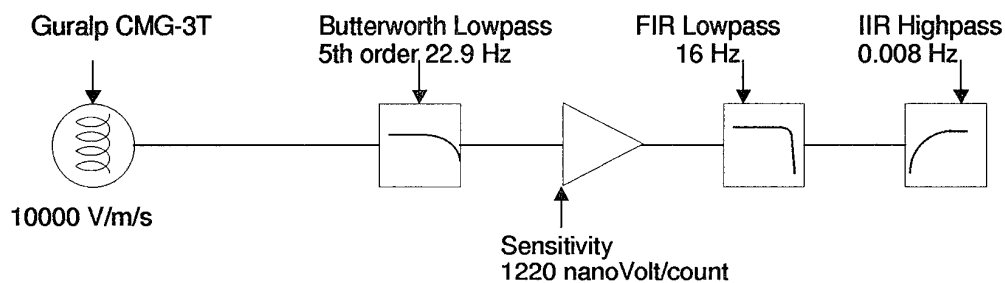 Guralp CMG-3T
Butterworth Lowpass
5th order 22.9 Hz
FIR Lowpass
16 Hz
IIR Highpass
0.008 Hz
10000 V/m/s
Sensitivity
1220 nanoVolt/count